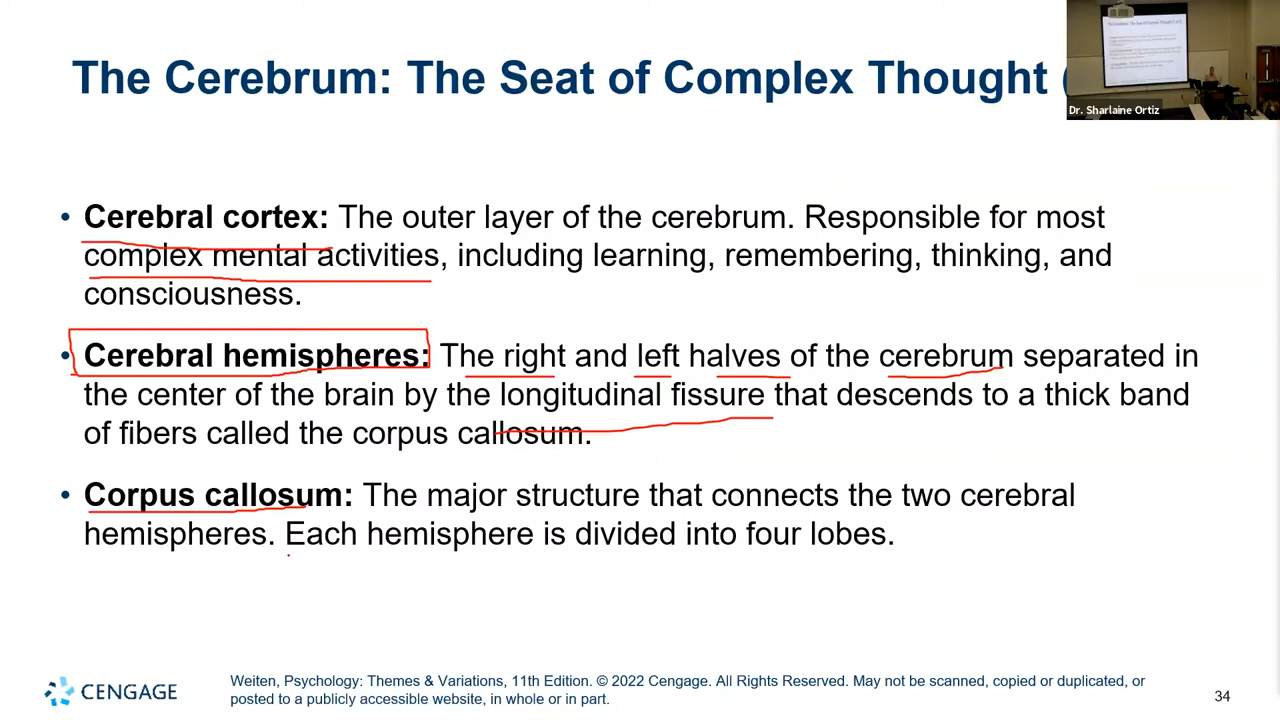 The Cerebrum: The Seat of Complex Thought (
Dr. Sharlaine Ortiz
• Cerebral cortex: The outer layer of the cerebrum. Responsible for most
complex mental activities, including learning, remembering, thinking, and
consciousness.
• Cerebral hemispheres: The right and left halves of the cerebrum separated in
the center of the brain by the longitudinal fissure that descends to a thick band
of fibers called the corpus callosum.
• Corpus callosum: The major structure that connects the two cerebral
hemispheres. Each hemisphere is divided into four lobes.
CENGAGE
Weiten, Psychology: Themes & Variations, 11th Edition. © 2022 Cengage. All Rights Reserved. May not be scanned, copied or duplicated, or
posted to a publicly accessible website, in whole or in part.
34